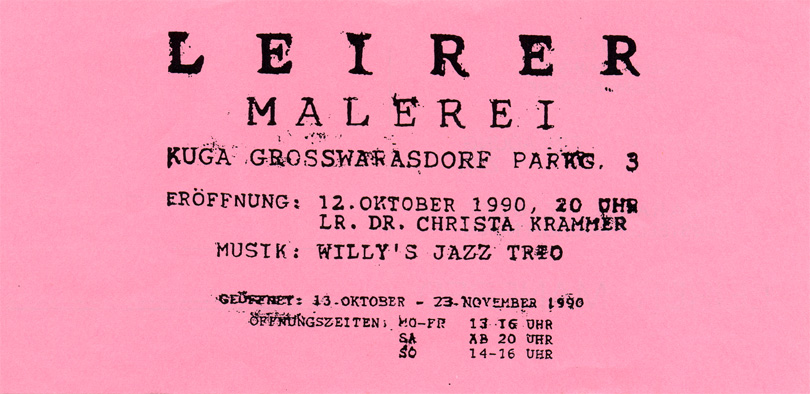 LEIRER
MALEREI
KUGA GROSSWARASDORF PARKG. 3
ERÖFFNUNG: 12.OKTOBER 1990, 20 UHR
LR. DR. CHRISTA KRAMMER
MUSIK: WILLY'S JAZZ TRIO
GEÖFFNET: 13.OKTOBER - 23.NOVEMBER 1990
ÖFFNUNGSZEITEN: MO-FR 13-16 UHR
SA AB 20 UHR
SO 14-16 UHR